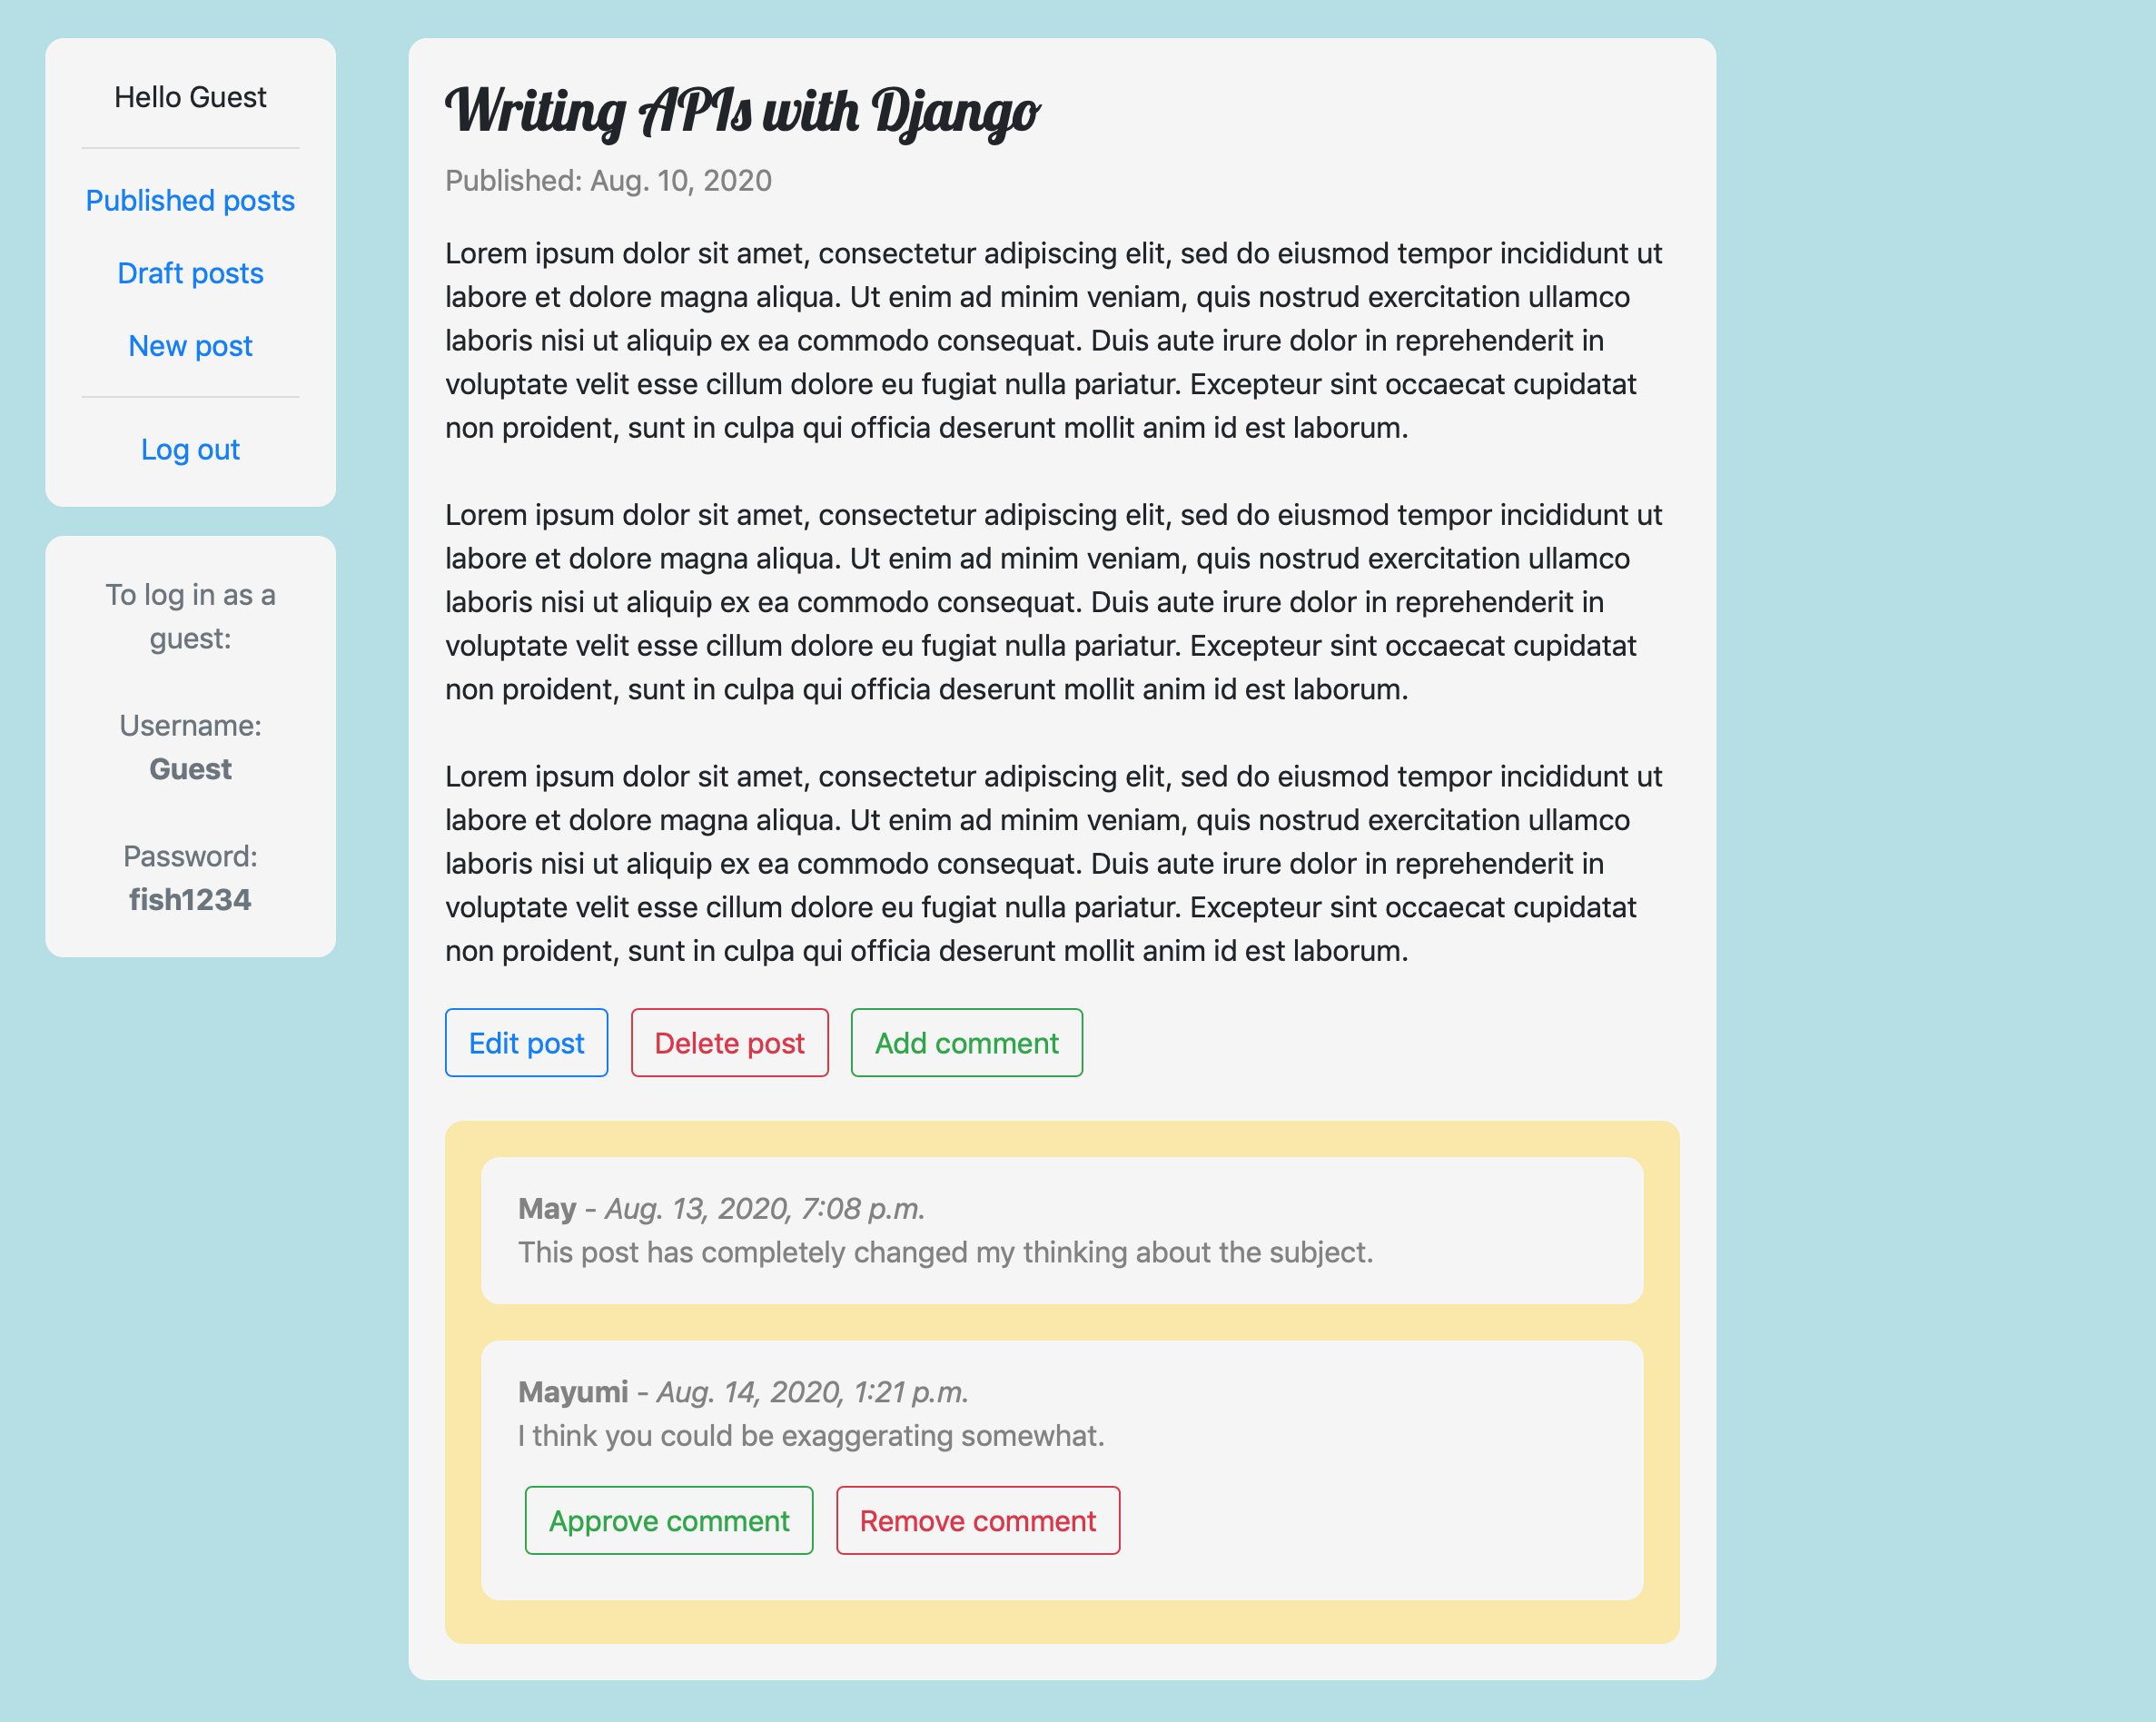 Hello Guest
Published posts
Draft posts
New post
Log out
To log in as a
guest:
Username:
Guest
Password:
fish1234
Writing APIs with Django
Published: Aug. 10, 2020
Lorem ipsum dolor sit amet, consectetur adipiscing elit, sed do eiusmod tempor incididunt ut
labore et dolore magna aliqua. Ut enim ad minim veniam, quis nostrud exercitation ullamco
laboris nisi ut aliquip ex ea commodo consequat. Duis aute irure dolor in reprehenderit in
voluptate velit esse cillum dolore eu fugiat nulla pariatur. Excepteur sint occaecat cupidatat
non proident, sunt in culpa qui officia deserunt mollit anim id est laborum.
Lorem ipsum dolor sit amet, consectetur adipiscing elit, sed do eiusmod tempor incididunt ut
labore et dolore magna aliqua. Ut enim ad minim veniam, quis nostrud exercitation ullamco
laboris nisi ut aliquip ex ea commodo consequat. Duis aute irure dolor in reprehenderit in
voluptate velit esse cillum dolore eu fugiat nulla pariatur. Excepteur sint occaecat cupidatat
non proident, sunt in culpa qui officia deserunt mollit anim id est laborum.
Lorem ipsum dolor sit amet, consectetur adipiscing elit, sed do eiusmod tempor incididunt ut
labore et dolore magna aliqua. Ut enim ad minim veniam, quis nostrud exercitation ullamco
laboris nisi ut aliquip ex ea commodo consequat. Duis aute irure dolor in reprehenderit in
voluptate velit esse cillum dolore eu fugiat nulla pariatur. Excepteur sint occaecat cupidatat
non proident, sunt in culpa qui officia deserunt mollit anim id est laborum.
Edit post Delete post Add comment
May - Aug. 13, 2020, 7:08 p.m.
This post has completely changed my thinking about the subject.
Mayumi - Aug. 14, 2020, 1:21 p.m.
I think you could be exaggerating somewhat.
Approve comment Remove comment